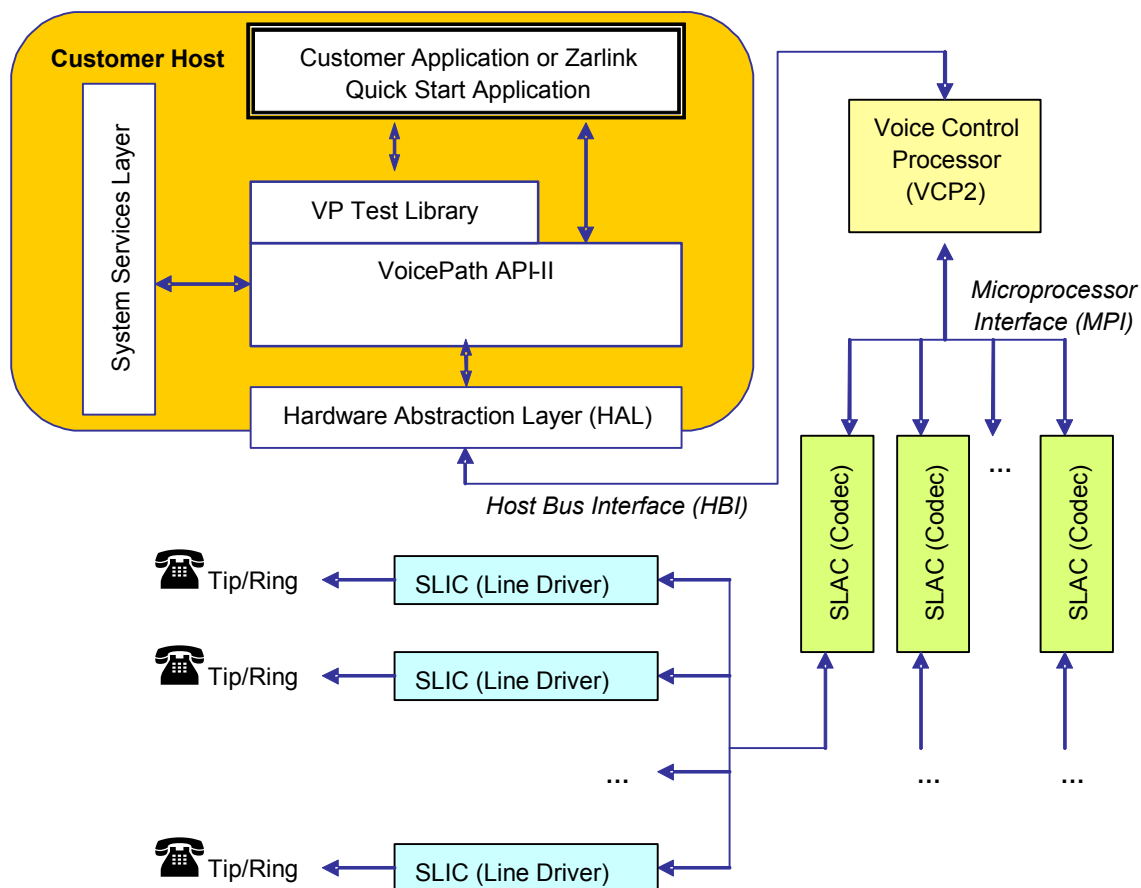 Customer Host
Customer Application or Zarlink
Quick Start Application
System Services Layer
VP Test Library
VoicePath API-II
Hardware Abstraction Layer (HAL)
Host Bus Interface (HBI)
Voice Control
Processor
(VCP2)
Microprocessor
Interface (MPI)
SLAC (Codec)
SLAC (Codec)
...
SLAC (Codec)
Tip/Ring
SLIC (Line Driver)
Tip/Ring
SLIC (Line Driver)
...
...
...
Tip/Ring
SLIC (Line Driver)